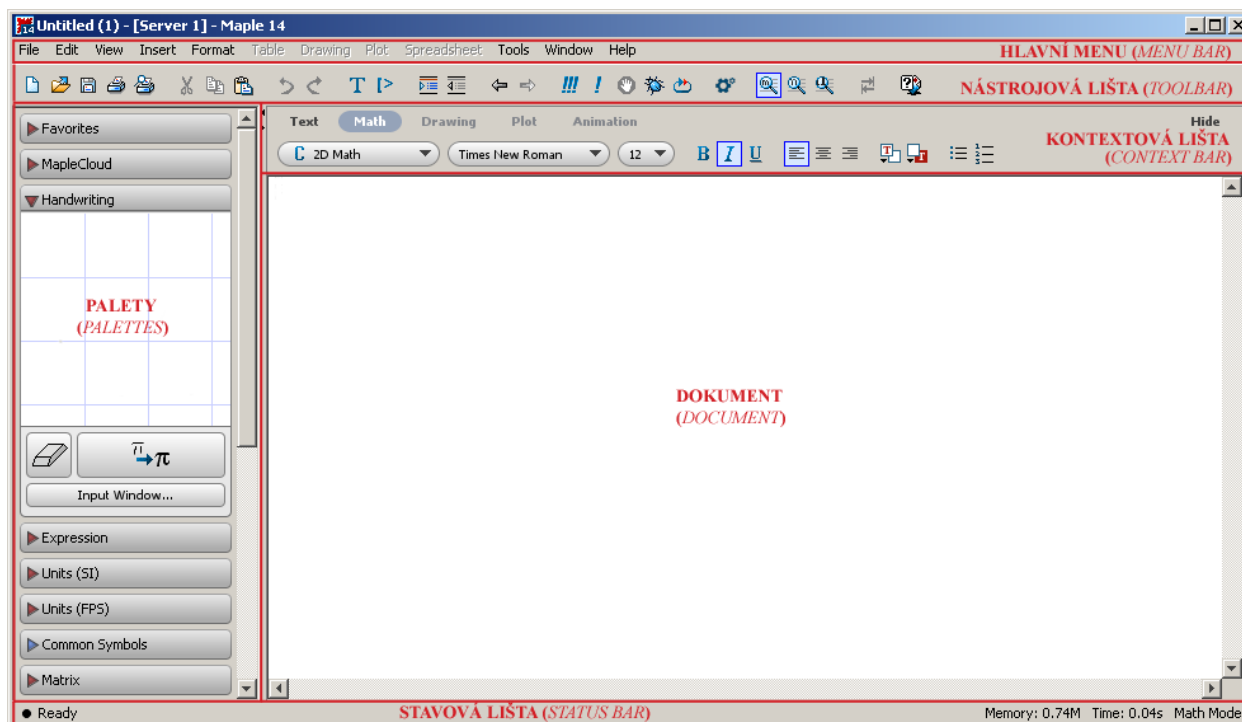 Untitled (1) - [Server 1] - Maple 14
File Edit View Insert Format Table Drawing Plot Spreadsheet Tools Window Help
HLAVNÍ MENU (MENU BAR)
NÁSTROJOVÁ LIŠTA (TOOLBAR)
Favorites
MapleCloud
Handwriting
PALETY
(PALETTES)
π→π
Input Window...
Expression
Units (SI)
Units (FPS)
Common Symbols
Matrix
Text Math Drawing Plot Animation Hide
C 2D Math Times New Roman 12 B I U
KONTEXTOVÁ LIŠTA
(CONTEXT BAR)
DOKUMENT
(DOCUMENT)
Ready
STAVOVÁ LIŠTA (STATUS BAR)
Memory: 0.74M Time: 0.04s Math Mode